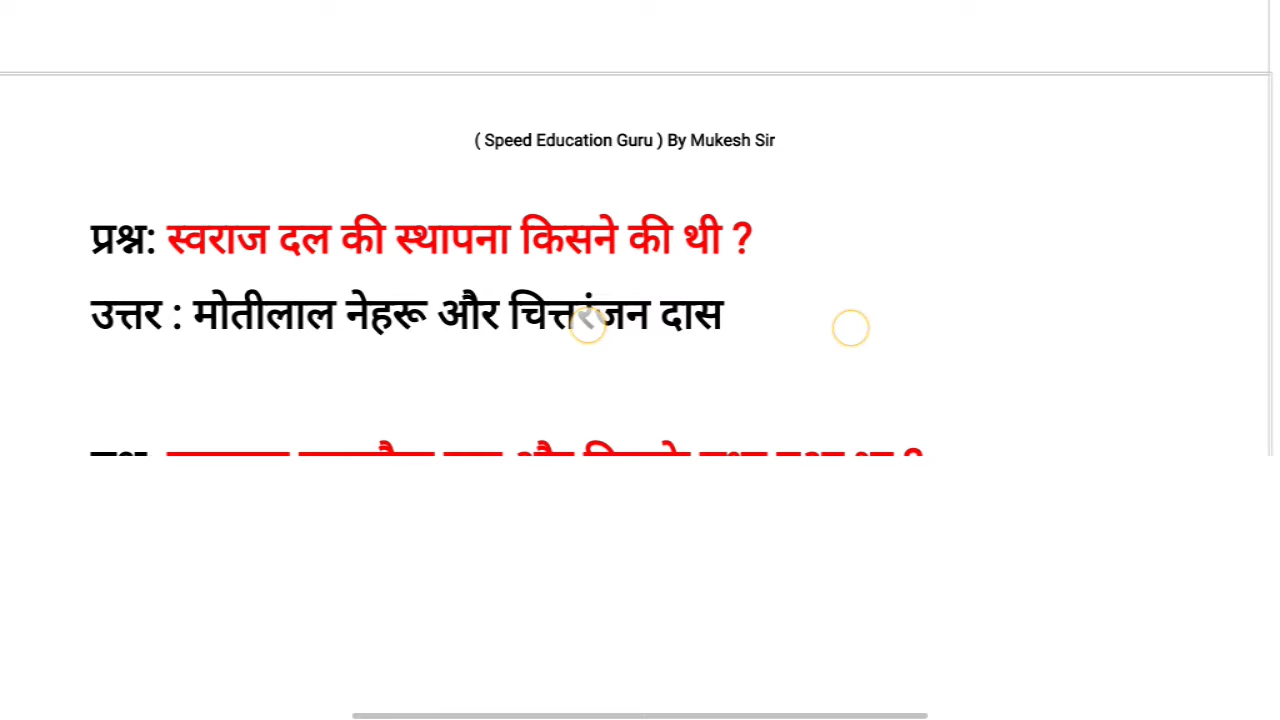 ( Speed Education Guru ) By Mukesh Sir
प्रश्न: स्वराज दल की स्थापना किसने की थी ?
उत्तर : मोतीलाल नेहरू और चित्तरंजन दास